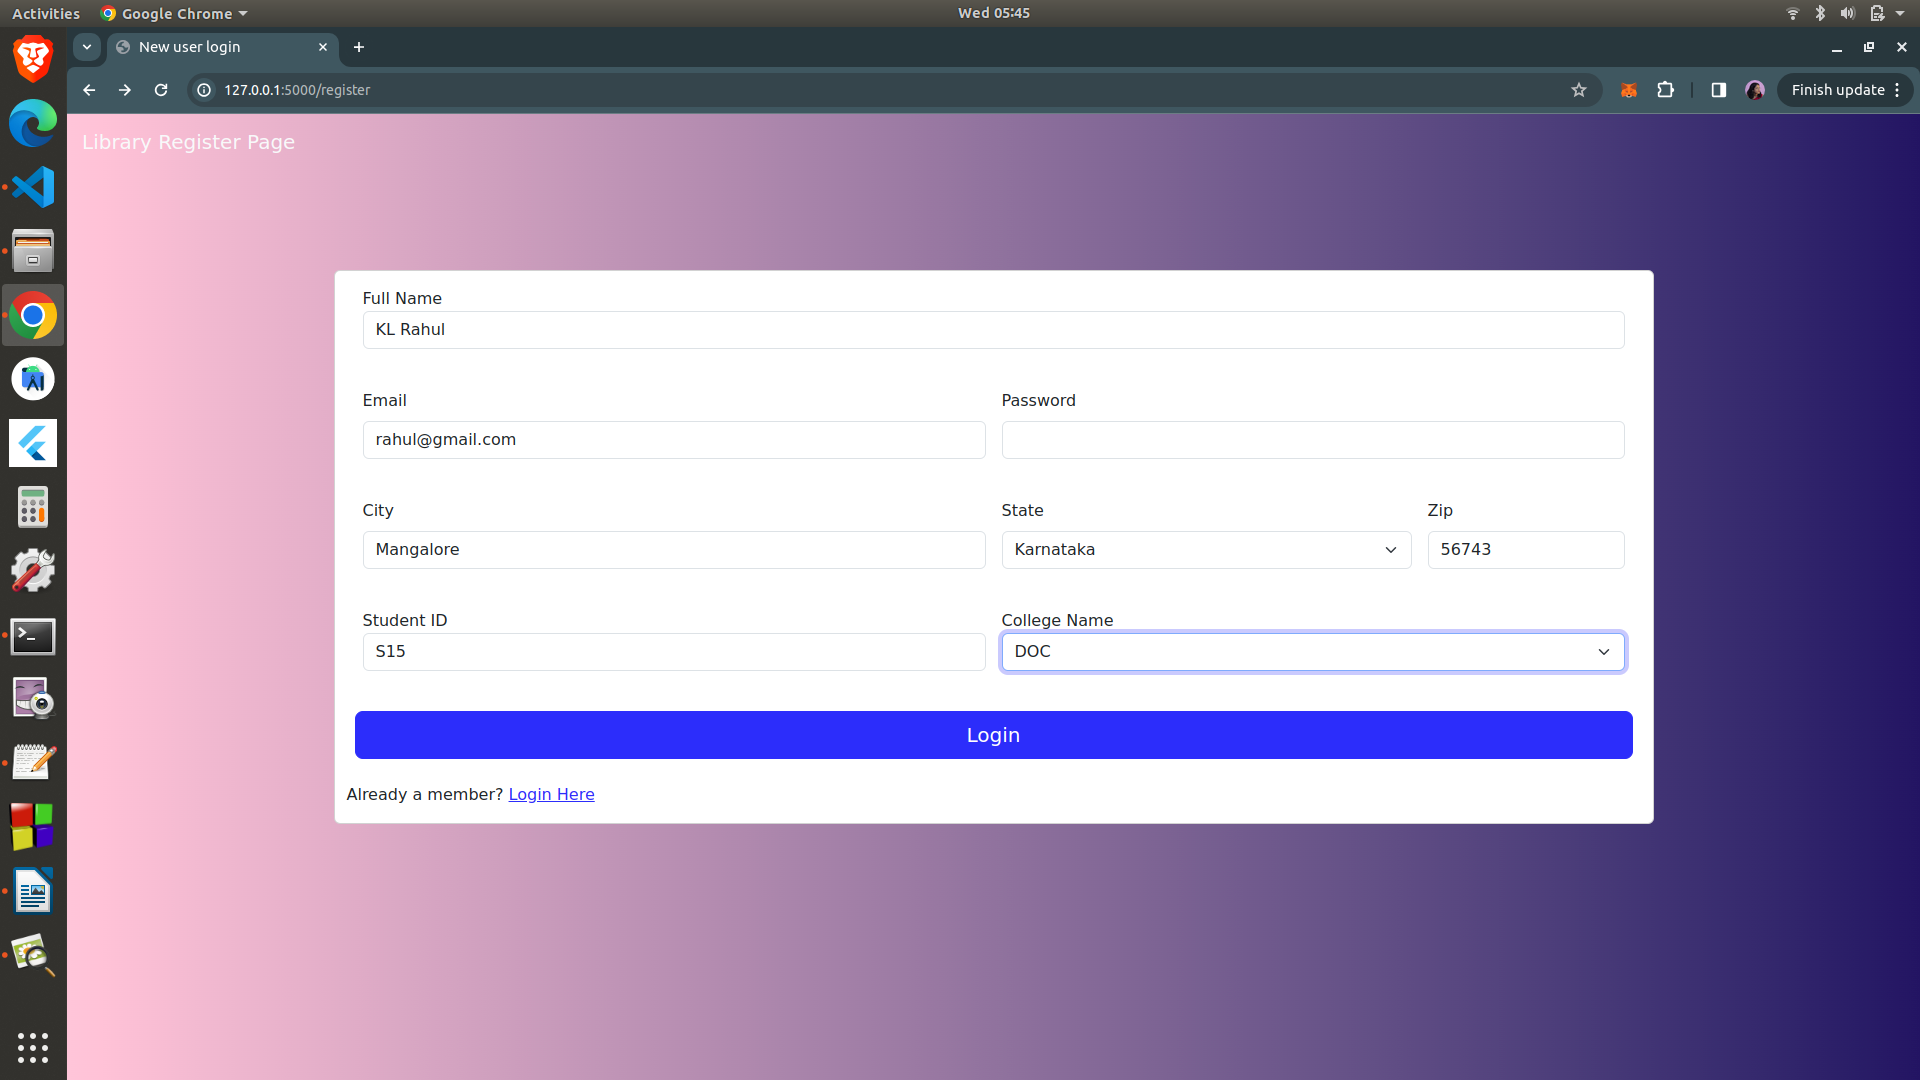 Activities Google Chrome Wed 05:45
New user login
127.0.0.1:5000/register Finish update
Library Register Page
Full Name
KL Rahul
Email Password
rahul@gmail.com
City State Zip
Mangalore Karnataka 56743
Student ID College Name
S15 DOC
Login
Already a member? Login Here